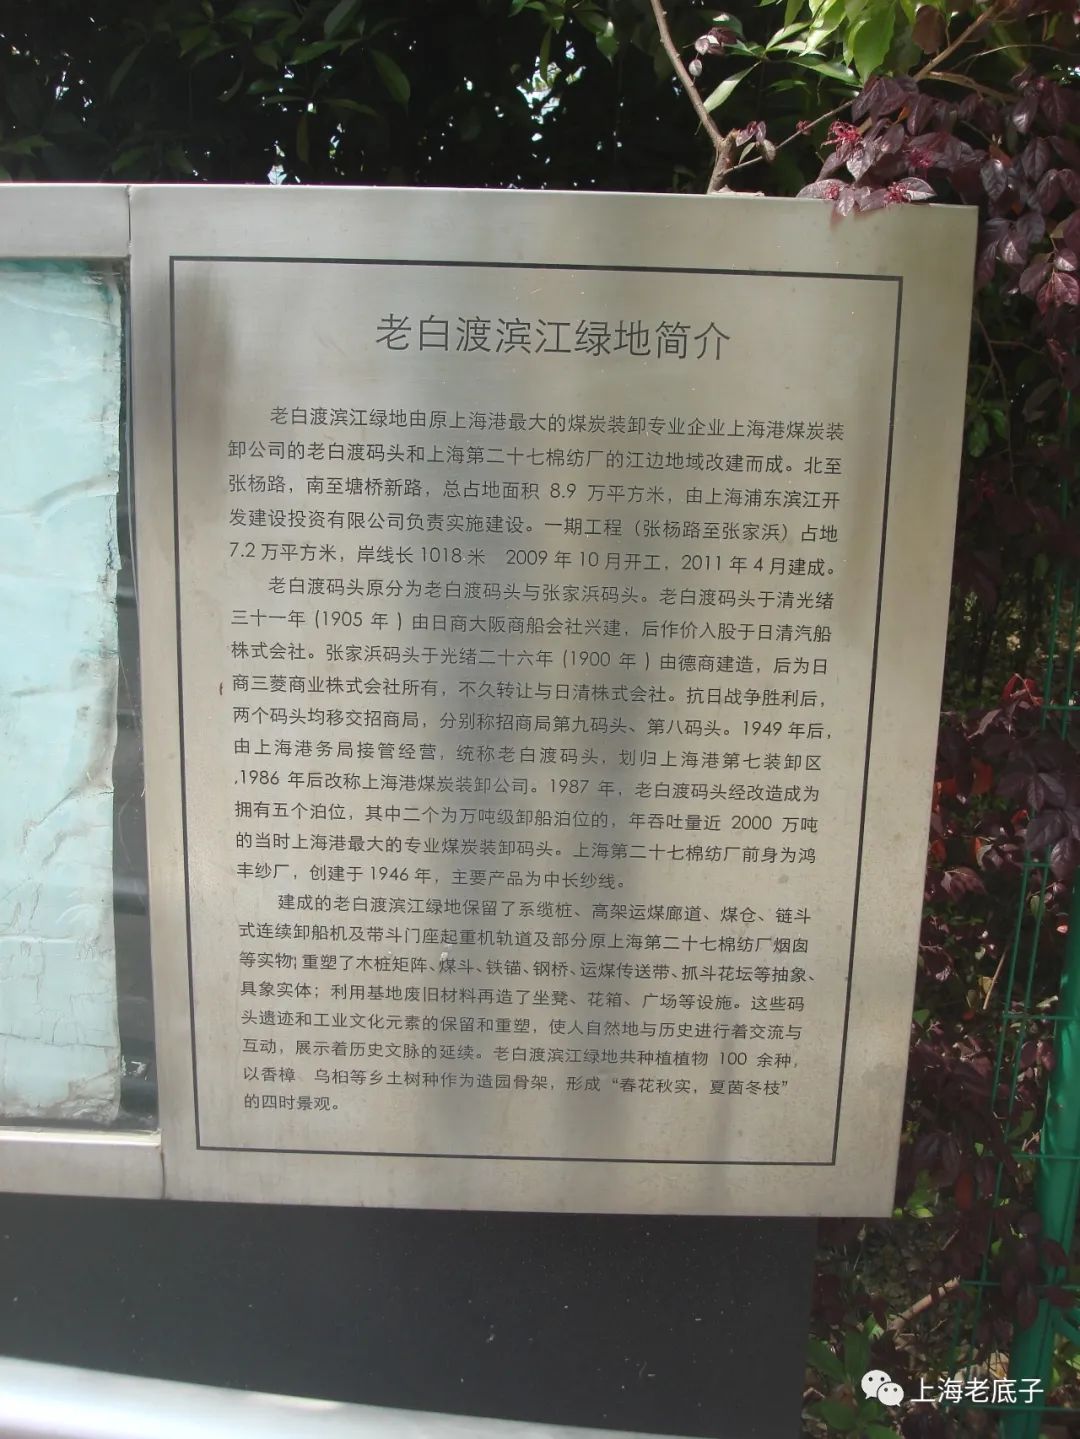 老白渡滨江绿地简介
老白渡滨江绿地由原上海港最大的煤炭装卸专业企业上海港煤炭装
卸公司的老白渡码头和上海第二十七棉纺厂的江边地域改建而成。北至
张杨路，南至塘桥新路，总占地面积 8.9 万平方米，由上海浦东滨江开
发建设投资有限公司负责实施建设。一期工程（张杨路至张家浜）占地
7.2 万平方米，岸线长 1018 米 2009 年 10 月开工，2011 年 4 月建成。
老白渡码头原分为老白渡码头与张家浜码头。老白渡码头于清光绪
三十一年 (1905 年 ) 由日商大阪商船会社兴建，后作价入股于日清汽船
株式会社。张家浜码头于光绪二十六年 (1900 年 ) 由德商建造，后为日
商三菱商业株式会社所有，不久转让与日清株式会社。抗日战争胜利后，
两个码头均移交招商局，分别称招商局第九码头、第八码头。1949 年后，
由上海港务局接管经营，统称老白渡码头，划归上海港第七装卸区
,1986 年后改称上海港煤炭装卸公司。1987 年，老白渡码头经改造成为
拥有五个泊位，其中二个为万吨级卸船泊位的，年吞吐量近 2000 万吨
的当时上海港最大的专业煤炭装卸码头。上海第二十七棉纺厂前身为鸿
丰纱厂，创建于 1946 年，主要产品为中长纱线。
建成的老白渡滨江绿地保留了系缆桩、高架运煤廊道、煤仓、链斗
式连续卸船机及带斗门座起重机轨道及部分原上海第二十七棉纺厂烟囱
等实物；重塑了木桩矩阵、煤斗、铁锚、钢桥、运煤传送带、抓斗花坛等抽象、
具象实体；利用基地废旧材料再造了坐凳、花箱、广场等设施。这些码
头遗迹和工业文化元素的保留和重塑，使人自然地与历史进行着交流与
互动，展示着历史文脉的延续。老白渡滨江绿地共种植植物 100 余种，
以香樟、乌桕等乡土树种作为造园骨架，形成“春花秋实，夏茵冬枝”
的四时景观。
上海老底子